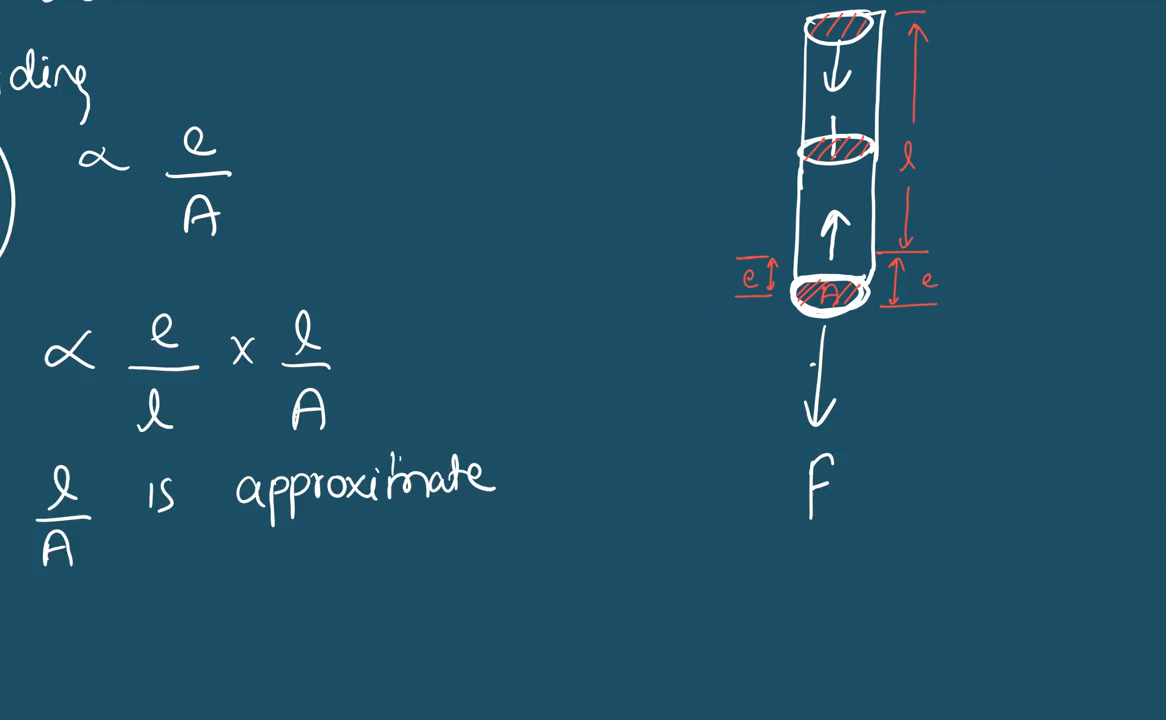 ding
∝ e/A
∝ e/l × l/A
l/A is approximate
l
e
e
A
F